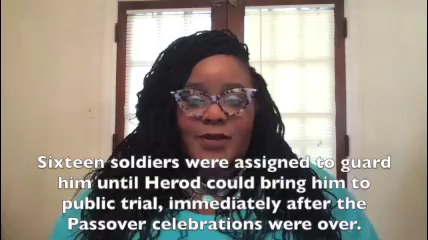 Sixteen soldiers were assigned to guard
him until Herod could bring him to
public trial, immediately after the
Passover celebrations were over.